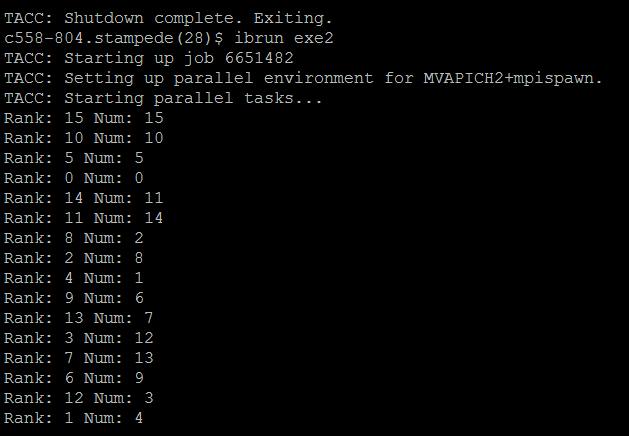 TACC: Shutdown complete. Exiting.
c558-804.stampede(28)$ ibrun exe2
TACC: Starting up job 6651482
TACC: Setting up parallel environment for MVAPICH2+mpispawn.
TACC: Starting parallel tasks...
Rank: 15 Num: 15
Rank: 10 Num: 10
Rank: 5 Num: 5
Rank: 0 Num: 0
Rank: 14 Num: 11
Rank: 11 Num: 14
Rank: 8 Num: 2
Rank: 2 Num: 8
Rank: 4 Num: 1
Rank: 9 Num: 6
Rank: 13 Num: 7
Rank: 3 Num: 12
Rank: 7 Num: 13
Rank: 6 Num: 9
Rank: 12 Num: 3
Rank: 1 Num: 4